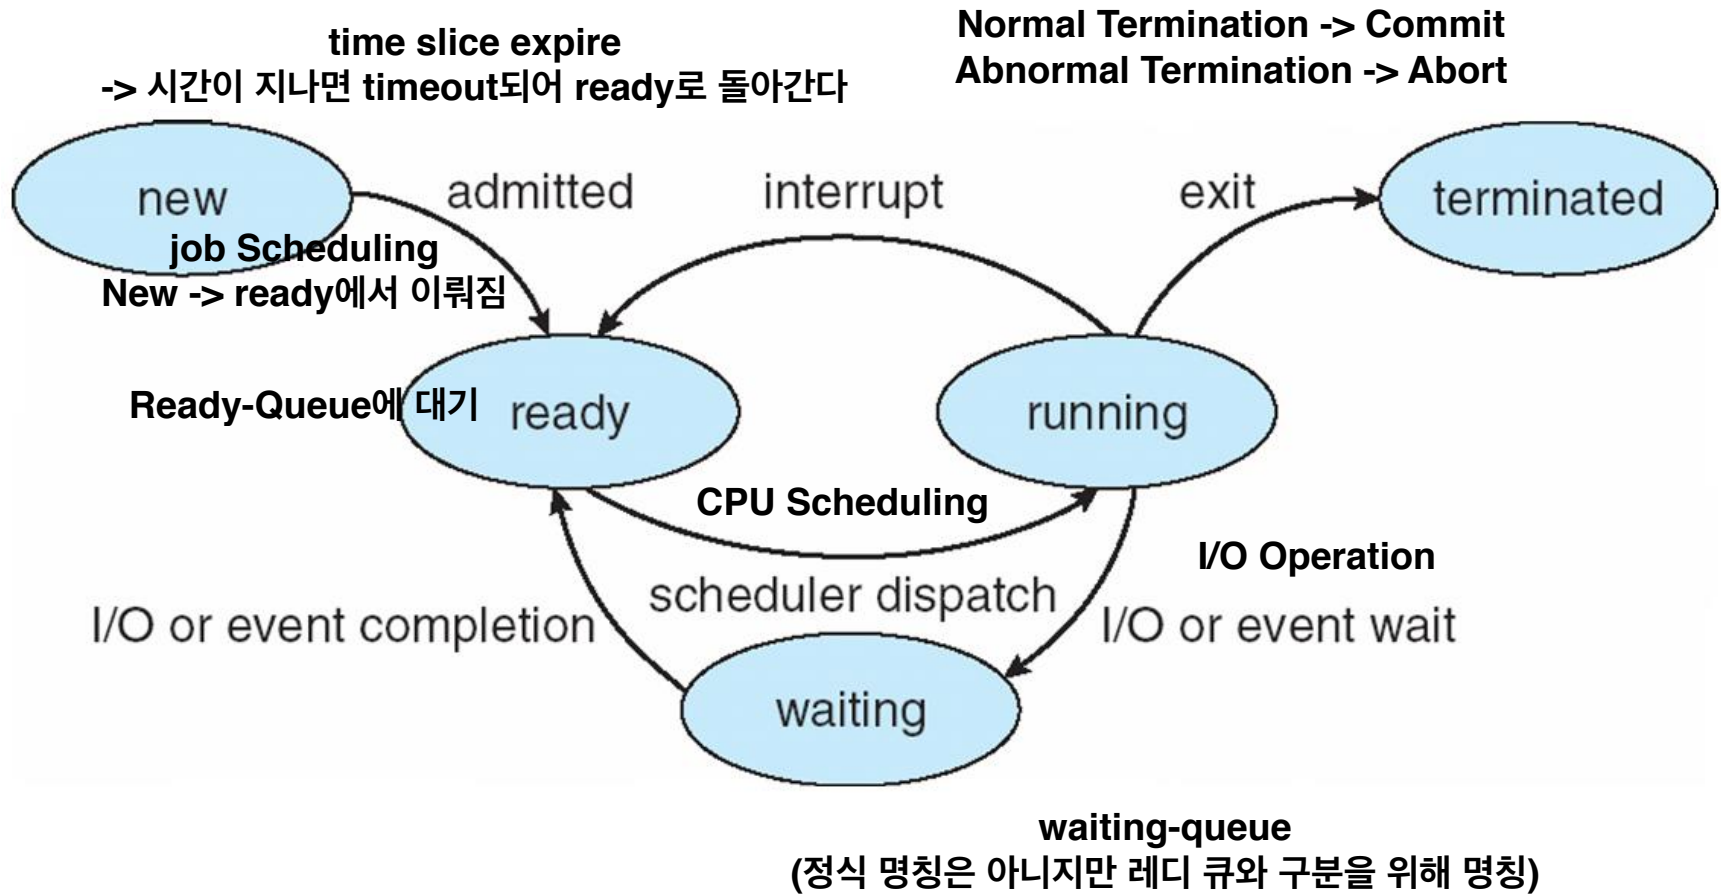 time slice expire
-> 시간이 지나면 timeout되어 ready로 돌아간다
Normal Termination -> Commit
Abnormal Termination -> Abort
new
admitted
interrupt
exit
terminated
job Scheduling
New -> ready에서 이뤄짐
Ready-Queue에 대기
ready
running
CPU Scheduling
I/O Operation
scheduler dispatch
I/O or event completion
I/O or event wait
waiting
waiting-queue
(정식 명칭은 아니지만 레디 큐와 구분을 위해 명칭)